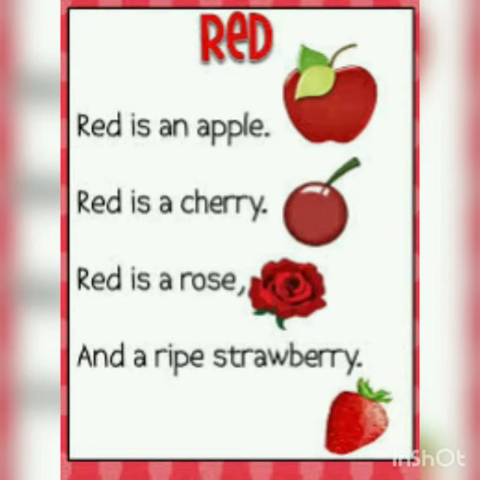 Red
Red is an apple.
Red is a cherry.
Red is a rose,
And a ripe strawberry.
InShOt